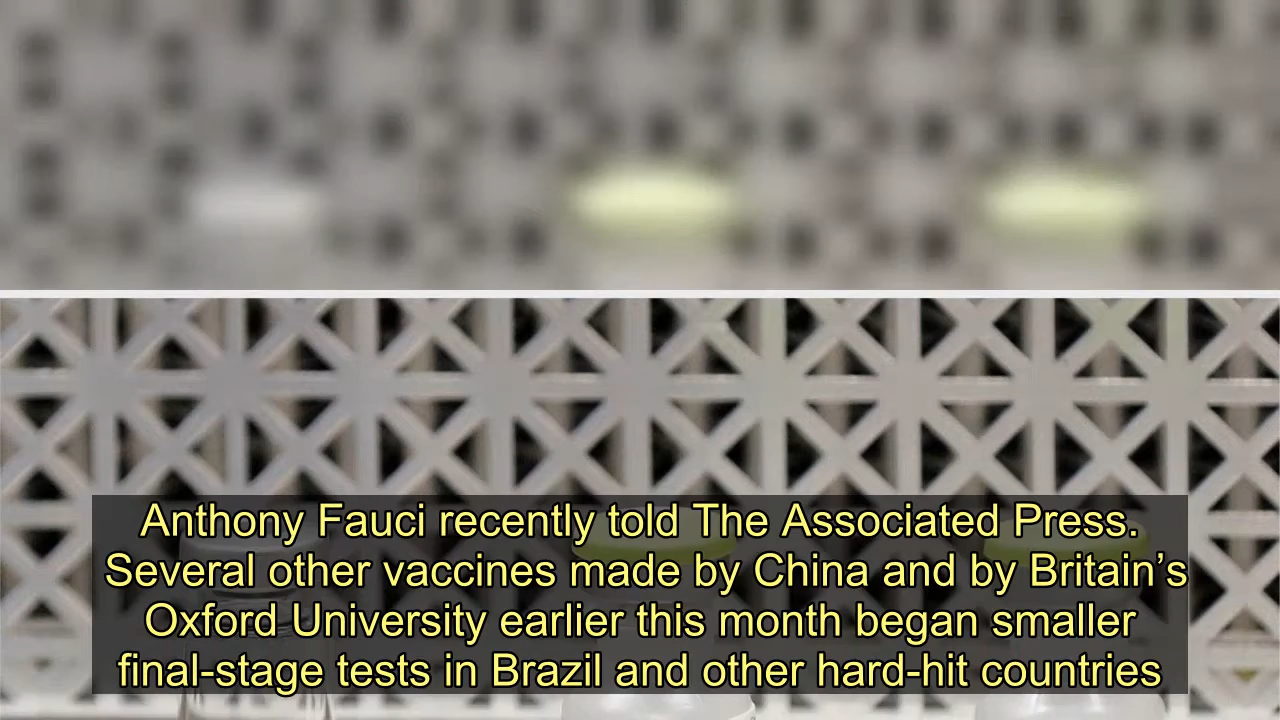 Anthony Fauci recently told The Associated Press.
Several other vaccines made by China and by Britain’s
Oxford University earlier this month began smaller
final-stage tests in Brazil and other hard-hit countries